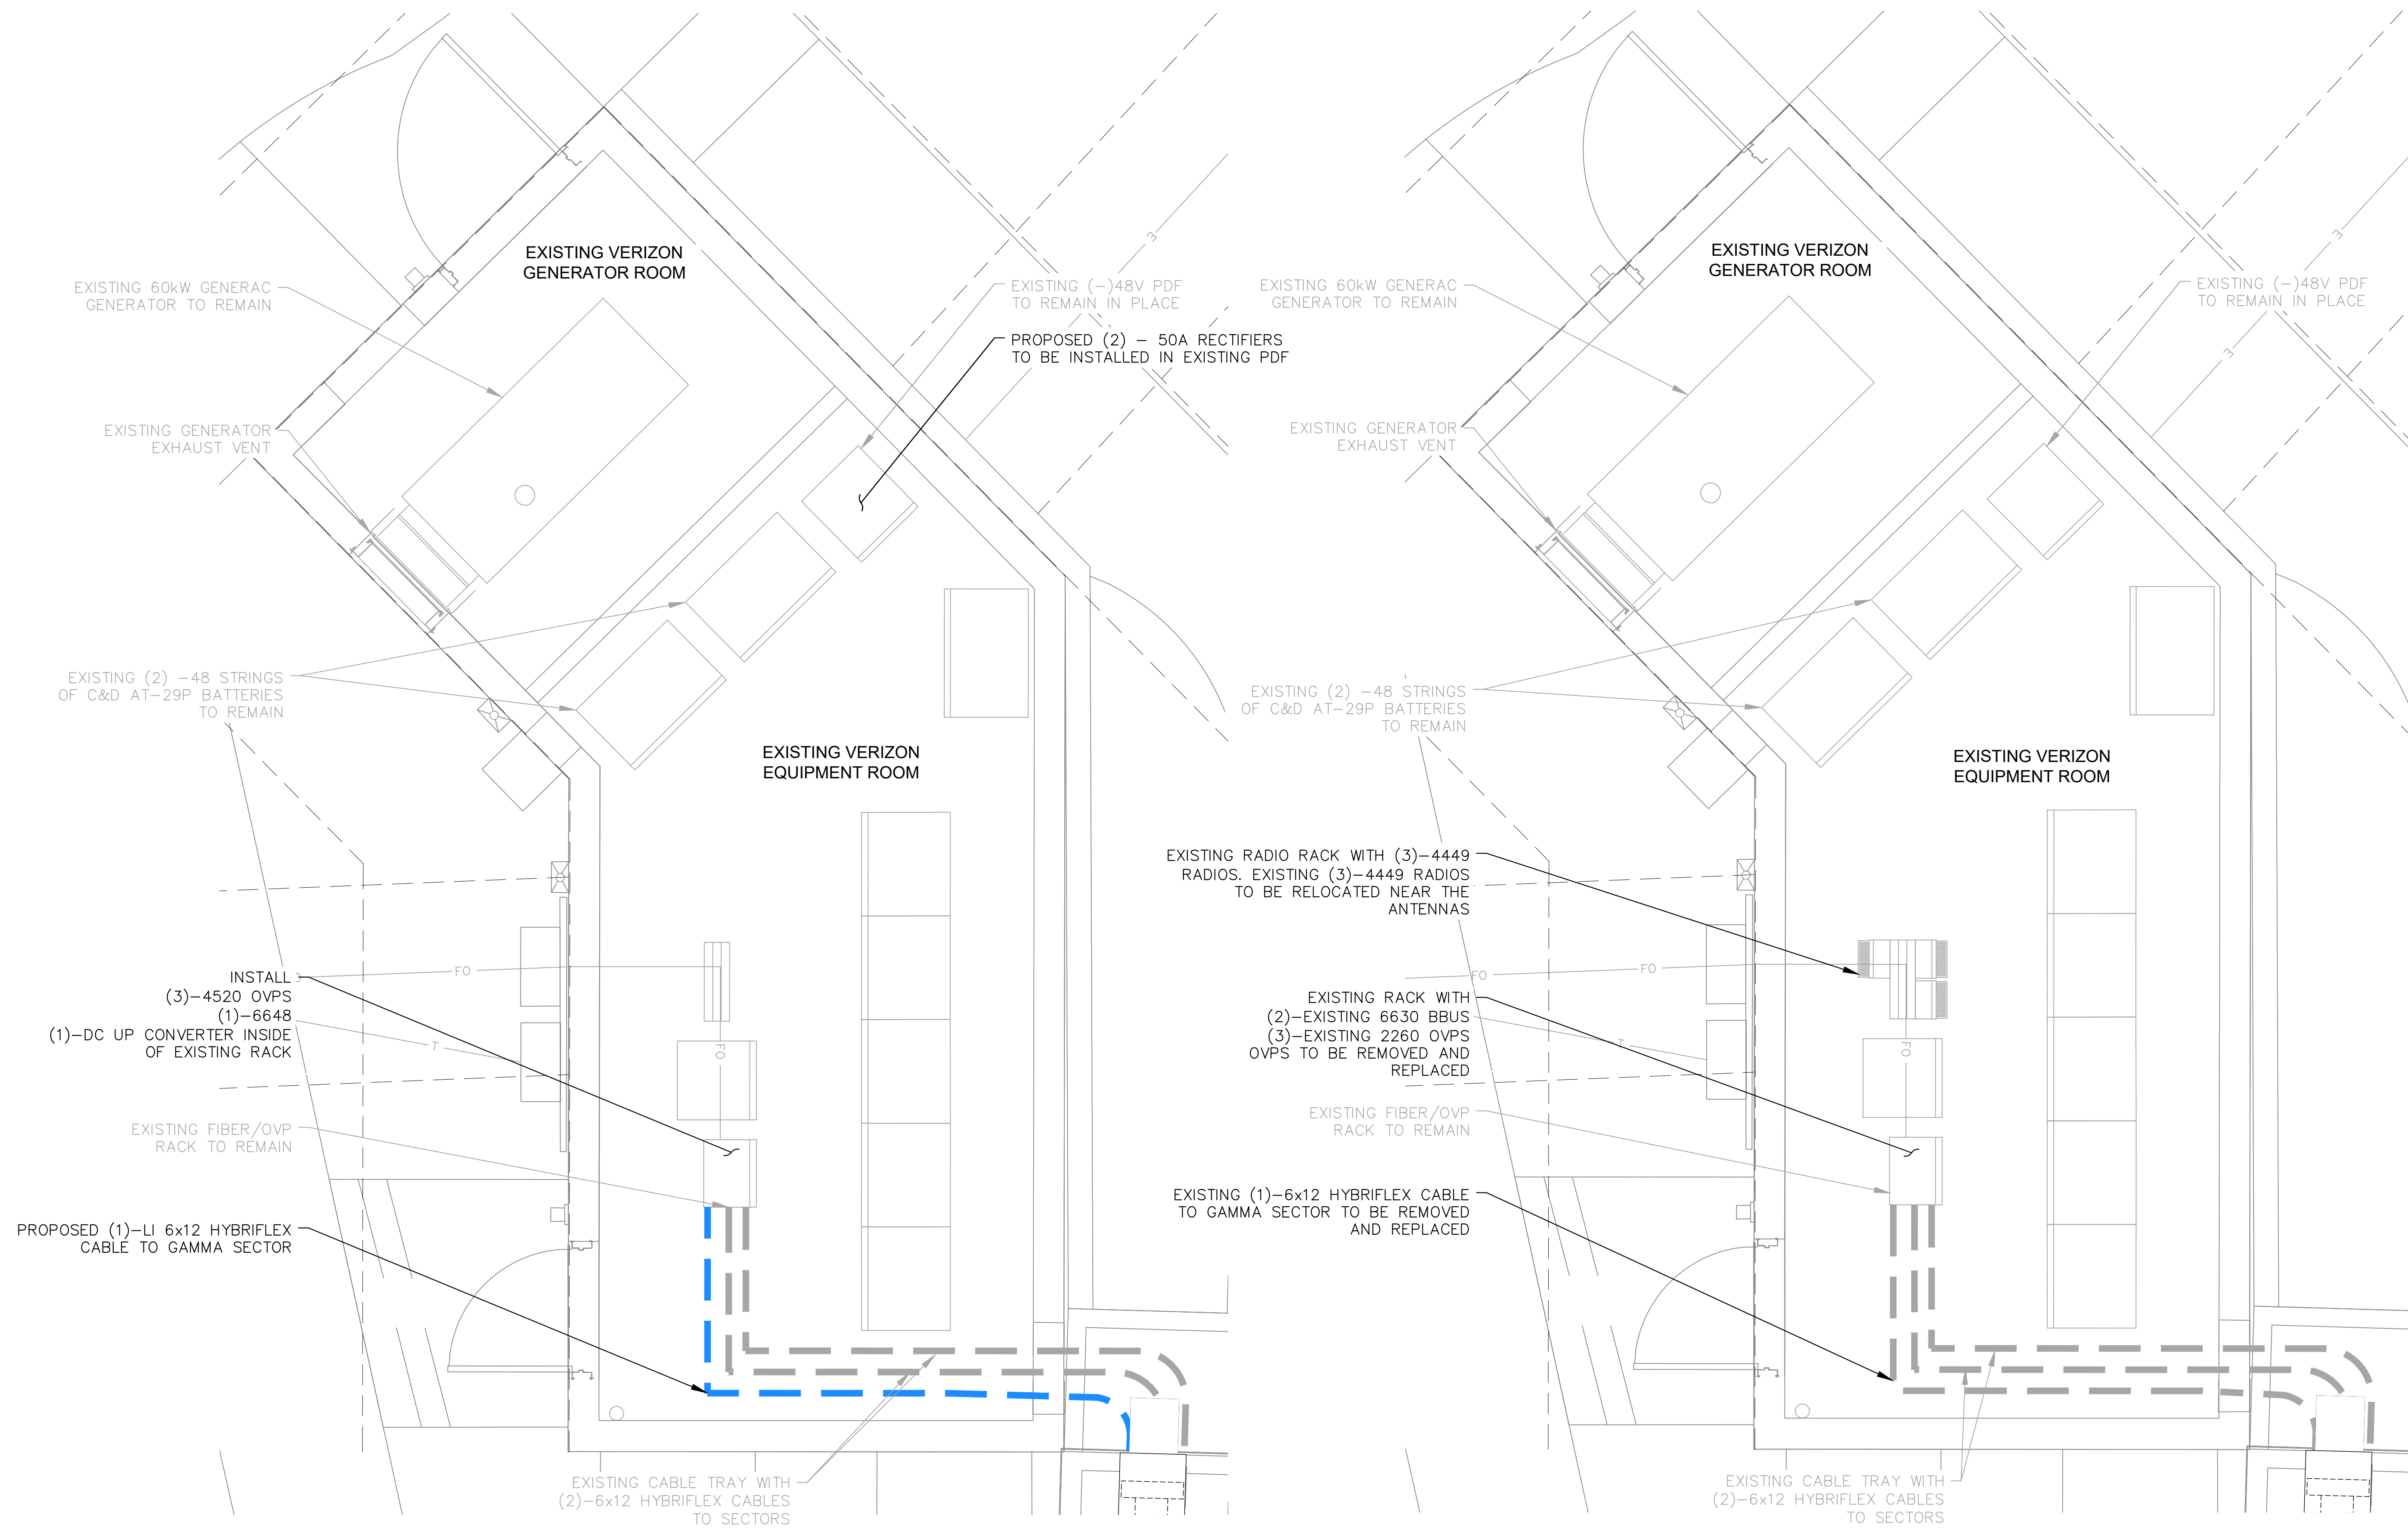 EXISTING VERIZON
GENERATOR ROOM
EXISTING 60kW GENERAC
GENERATOR TO REMAIN
EXISTING (-)48V PDF
TO REMAIN IN PLACE
PROPOSED (2) - 50A RECTIFIERS
TO BE INSTALLED IN EXISTING PDF
E
EXISTING GENERATOR
EXHAUST VENT
EXISTING (2) -48 STRINGS
OF C&D AT-29P BATTERIES
TO REMAIN
EXISTING VERIZON
EQUIPMENT ROOM
INSTALL
(3)-4520 OVPS
(1)-6648
(1)-DC UP CONVERTER INSIDE
OF EXISTING RACK
FO
FO
T
EXISTING FIBER/OVP
RACK TO REMAIN
PROPOSED (1)-LI 6x12 HYBRIFLEX
CABLE TO GAMMA SECTOR
EXISTING CABLE TRAY WITH
(2)-6x12 HYBRIFLEX CABLES
TO SECTORS
EXISTING VERIZON
GENERATOR ROOM
EXISTING 60kW GENERAC
GENERATOR TO REMAIN
EXISTING (-)48V PDF
TO REMAIN IN PLACE
E
E
EXISTING GENERATOR
EXHAUST VENT
EXISTING (2) -48 STRINGS
OF C&D AT-29P BATTERIES
TO REMAIN
EXISTING VERIZON
EQUIPMENT ROOM
EXISTING RADIO RACK WITH (3)-4449
RADIOS. EXISTING (3)-4449 RADIOS
TO BE RELOCATED NEAR THE
ANTENNAS
FO
FO
FO
T
EXISTING RACK WITH
(2)-EXISTING 6630 BBUS
(3)-EXISTING 2260 OVPS
OVPS TO BE REMOVED AND
REPLACED
EXISTING FIBER/OVP
RACK TO REMAIN
EXISTING (1)-6x12 HYBRIFLEX CABLE
TO GAMMA SECTOR TO BE REMOVED
AND REPLACED
EXISTING CABLE TRAY WITH
(2)-6x12 HYBRIFLEX CABLES
TO SECTORS